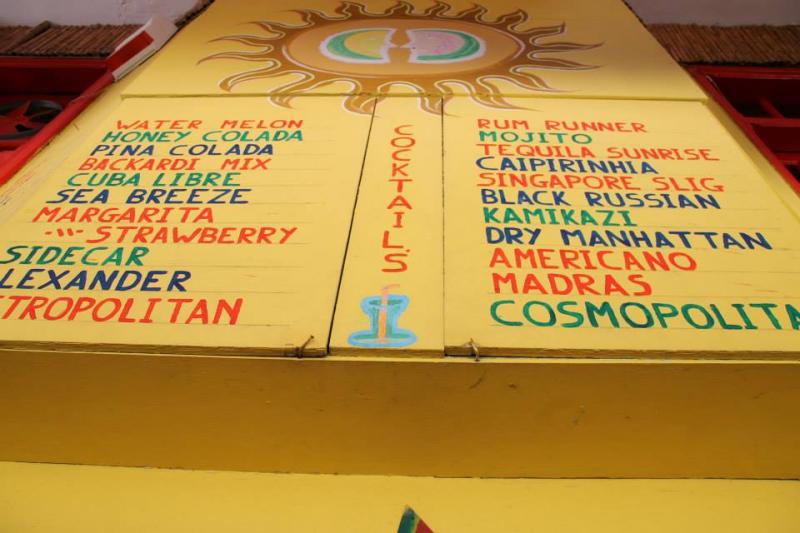 WATER MELON
HONEY COLADA
PINA COLADA
BACKARDI MIX
CUBA LIBRE
SEA BREEZE
MARGARITA
-"'- STRAWBERRY
SIDECAR
LEXANDER
TROPOLITAN
COCKTAILS
RUM RUNNER
MOJITO
TEQUILA SUNRISE
CAIPIRINHIA
SINGAPORE SLIG
BLACK RUSSIAN
KAMIKAZI
DRY MANHATTAN
AMERICANO
MADRAS
COSMOPOLITA